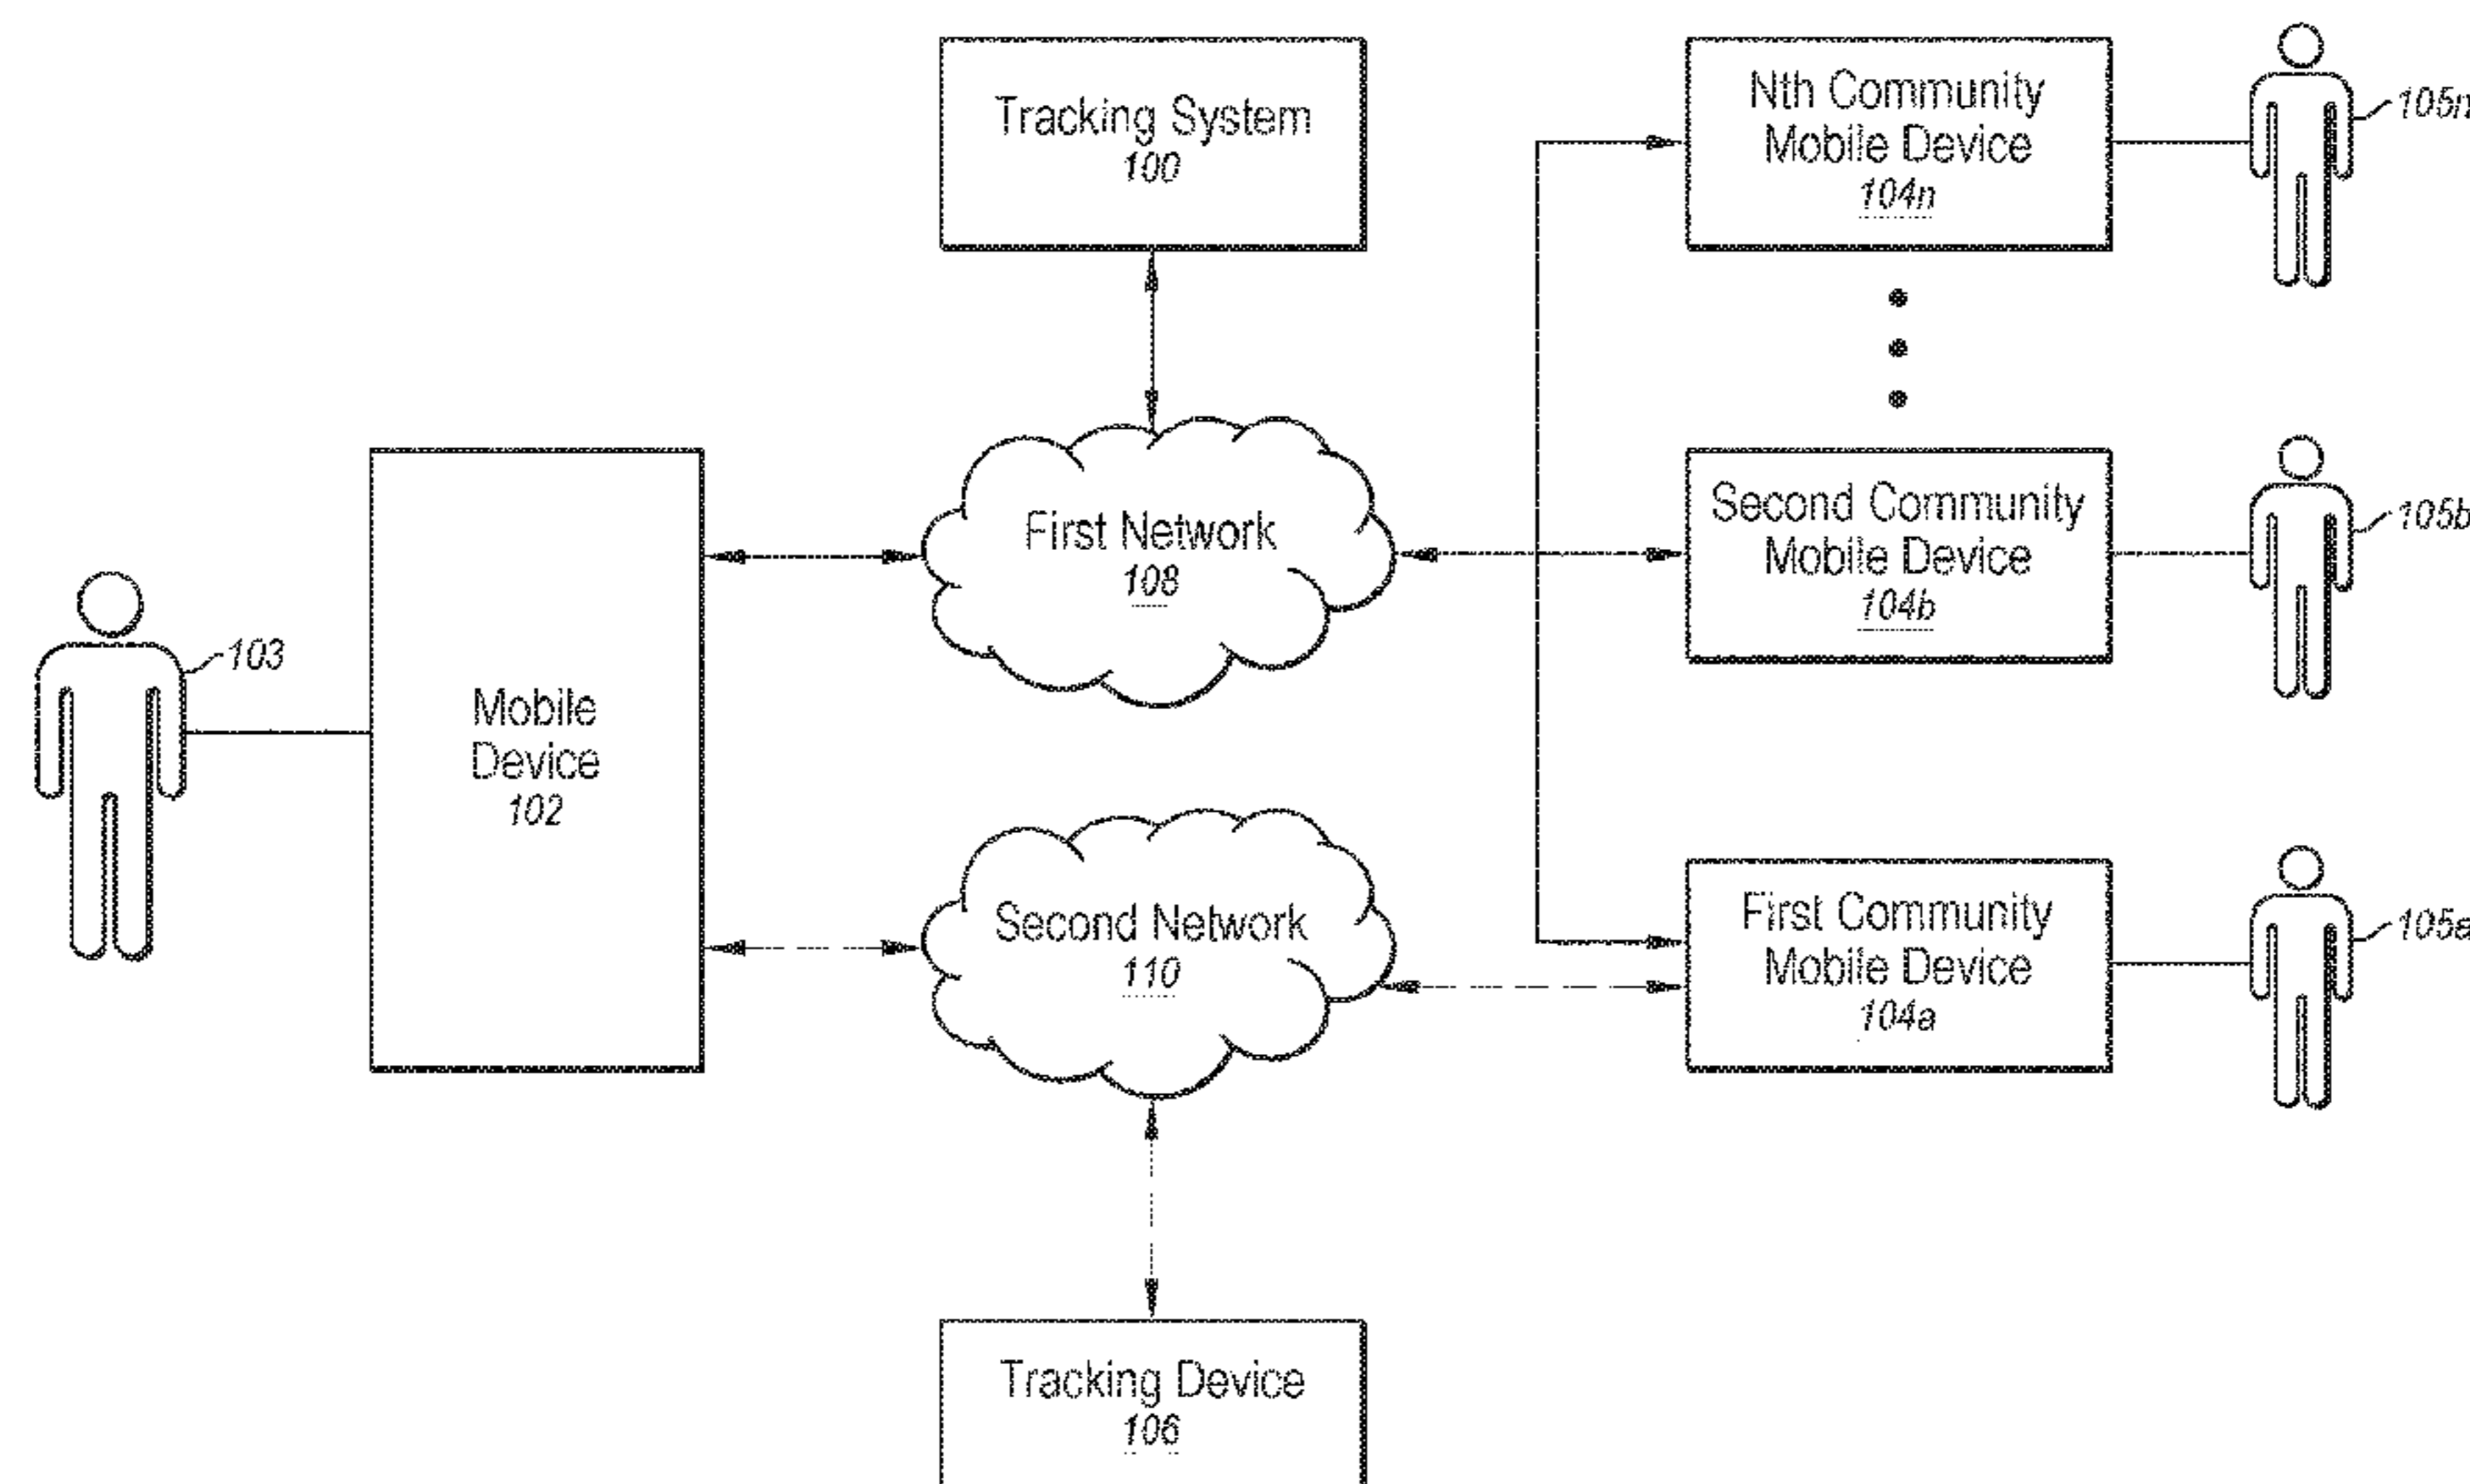 Tracking System
100
Nth Community
Mobile Device
104n
105n
First Network
108
Second Community
Mobile Device
104b
105b
103
Mobile
Device
102
Second Network
110
First Community
Mobile Device
104a
105a
Tracking Device
106